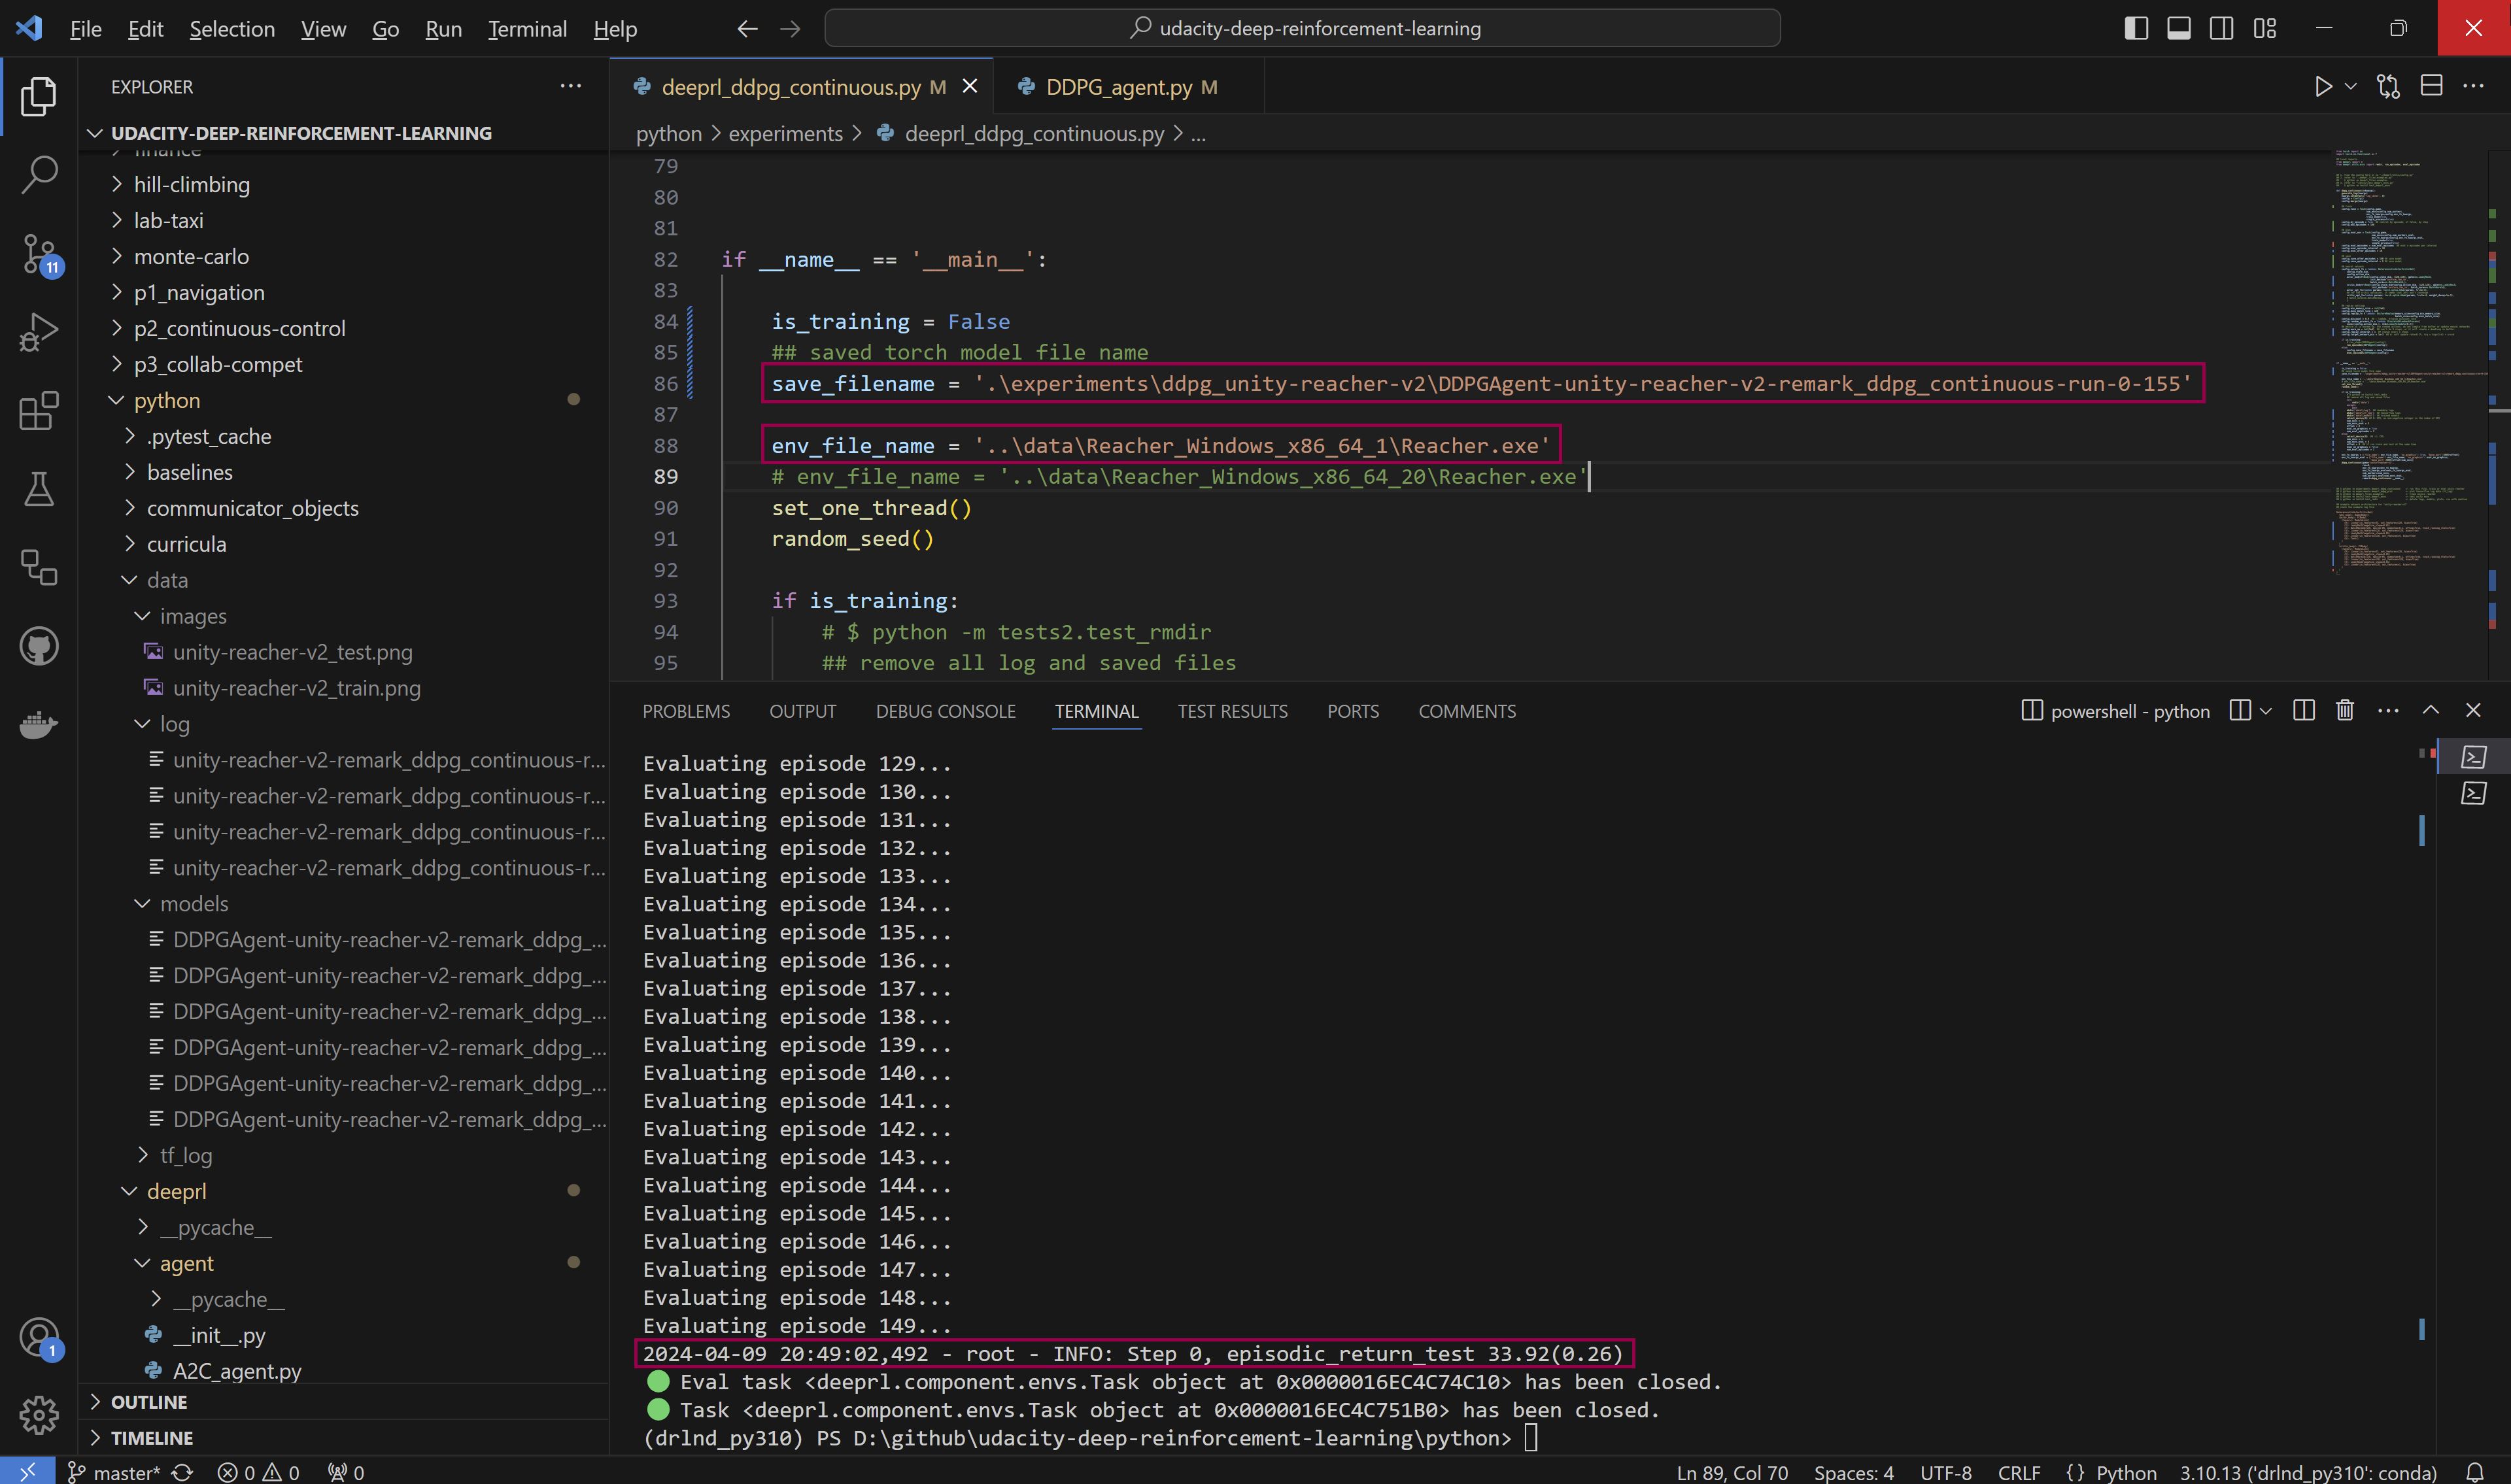 File Edit Selection View Go Run Terminal Help
udacity-deep-reinforcement-learning
EXPLORER
UDACITY-DEEP-REINFORCEMENT-LEARNING
finance
hill-climbing
lab-taxi
monte-carlo
p1_navigation
p2_continuous-control
p3_collab-compet
python
.pytest_cache
baselines
communicator_objects
curricula
data
images
unity-reacher-v2_test.png
unity-reacher-v2_train.png
log
unity-reacher-v2-remark_ddpg_continuous-r...
unity-reacher-v2-remark_ddpg_continuous-r...
unity-reacher-v2-remark_ddpg_continuous-r...
unity-reacher-v2-remark_ddpg_continuous-r...
models
DDPGAgent-unity-reacher-v2-remark_ddpg_...
DDPGAgent-unity-reacher-v2-remark_ddpg_...
DDPGAgent-unity-reacher-v2-remark_ddpg_...
DDPGAgent-unity-reacher-v2-remark_ddpg_...
DDPGAgent-unity-reacher-v2-remark_ddpg_...
DDPGAgent-unity-reacher-v2-remark_ddpg_...
tf_log
deeprl
__pycache__
agent
__pycache__
__init__.py
A2C_agent.py
OUTLINE
TIMELINE
11
1
deeprl_ddpg_continuous.py M
DDPG_agent.py M
python > experiments > deeprl_ddpg_continuous.py > ...
79
80
81
82 if __name__ == '__main__':
83
84 is_training = False
85 ## saved torch model file name
86 save_filename = '.\experiments\ddpg_unity-reacher-v2\DDPGAgent-unity-reacher-v2-remark_ddpg_continuous-run-0-155'
87
88 env_file_name = '..\data\Reacher_Windows_x86_64_1\Reacher.exe'
89 # env_file_name = '..\data\Reacher_Windows_x86_64_20\Reacher.exe'
90 set_one_thread()
91 random_seed()
92
93 if is_training:
94 # $ python -m tests2.test_rmdir
95 ## remove all log and saved files
PROBLEMS OUTPUT DEBUG CONSOLE TERMINAL TEST RESULTS PORTS COMMENTS
powershell - python
Evaluating episode 129...
Evaluating episode 130...
Evaluating episode 131...
Evaluating episode 132...
Evaluating episode 133...
Evaluating episode 134...
Evaluating episode 135...
Evaluating episode 136...
Evaluating episode 137...
Evaluating episode 138...
Evaluating episode 139...
Evaluating episode 140...
Evaluating episode 141...
Evaluating episode 142...
Evaluating episode 143...
Evaluating episode 144...
Evaluating episode 145...
Evaluating episode 146...
Evaluating episode 147...
Evaluating episode 148...
Evaluating episode 149...
2024-04-09 20:49:02,492 - root - INFO: Step 0, episodic_return_test 33.92(0.26)
Eval task <deeprl.component.envs.Task object at 0x0000016EC4C74C10> has been closed.
Task <deeprl.component.envs.Task object at 0x0000016EC4C751B0> has been closed.
(drlnd_py310) PS D:\github\udacity-deep-reinforcement-learning\python>
master* 0 0 0
Ln 89, Col 70 Spaces: 4 UTF-8 CRLF {} Python 3.10.13 ('drlnd_py310': conda)